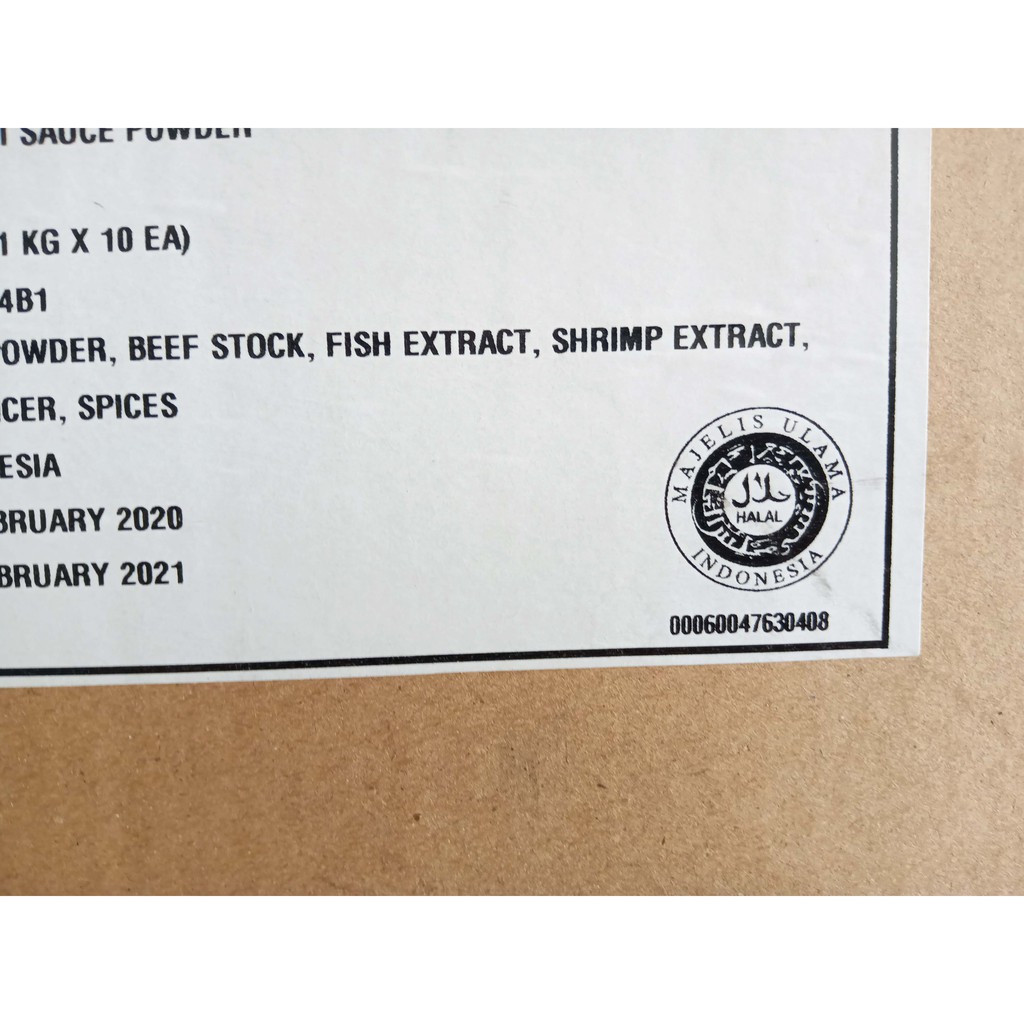 SAUCE POWDER
1 KG X 10 EA)
4B1
OWDER, BEEF STOCK, FISH EXTRACT, SHRIMP EXTRACT,
CER, SPICES
ESIA
BRUARY 2020
BRUARY 2021
MAJELIS ULAMA
حلال
HALAL
INDONESIA
00060047630408